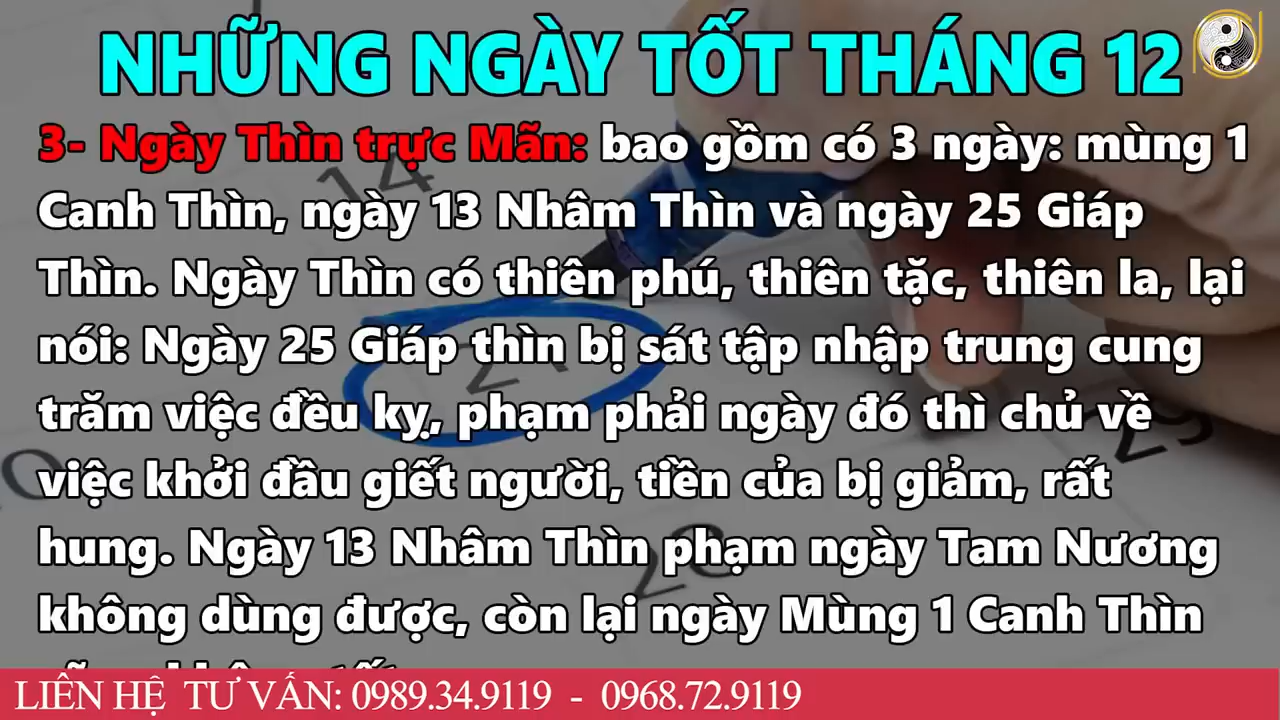 NHỮNG NGÀY TỐT THÁNG 12
3- Ngày Thìn trực Mãn: bao gồm có 3 ngày: mùng 1
Canh Thìn, ngày 13 Nhâm Thìn và ngày 25 Giáp
Thìn. Ngày Thìn có thiên phú, thiên tặc, thiên la, lại
nói: Ngày 25 Giáp thìn bị sát tập nhập trung cung
trăm việc đều kỵ, phạm phải ngày đó thì chủ về
việc khởi đầu giết người, tiền của bị giảm, rất
hung. Ngày 13 Nhâm Thìn phạm ngày Tam Nương
không dùng được, còn lại ngày Mùng 1 Canh Thìn
LIÊN HỆ TƯ VẤN: 0989.34.9119 - 0968.72.9119